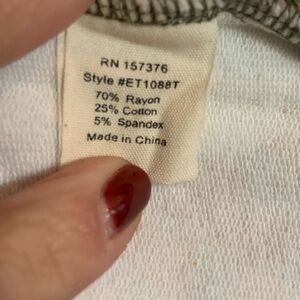 RN 157376
Style #ET1088T
70% Rayon
25% Cotton
5% Spandex
Made in China